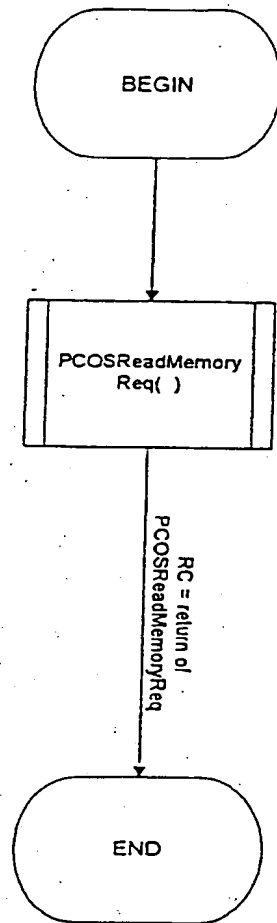 BEGIN
PCOSReadMemory
Req( )
RC = return of
PCOSReadMemoryReq
END